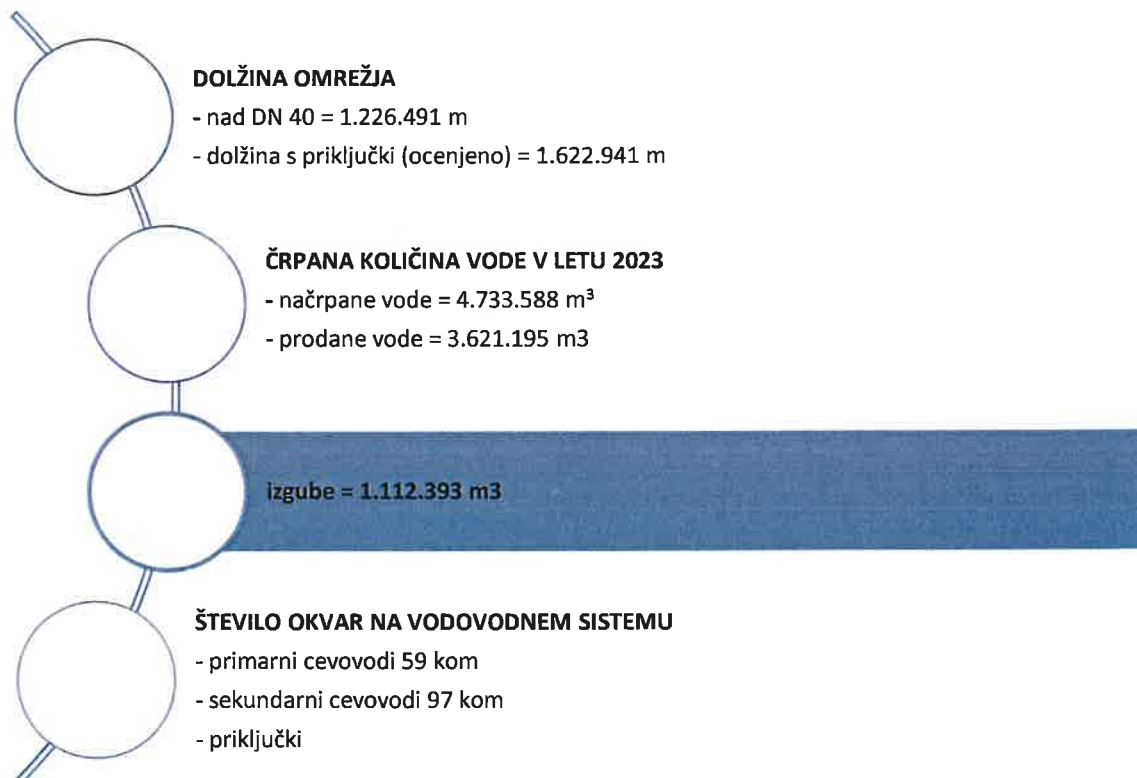 DOLŽINA OMREŽJA
- nad DN 40 = 1.226.491 m
- dolžina s priključki (ocenjeno) = 1.622.941 m
ČRPANA KOLIČINA VODE V LETU 2023
- načrpane vode = 4.733.588 m³
- prodane vode = 3.621.195 m3
izgube = 1.112.393 m3
ŠTEVILO OKVAR NA VODOVODNEM SISTEMU
- primarni cevovodi 59 kom
- sekundarni cevovodi 97 kom
- priključki